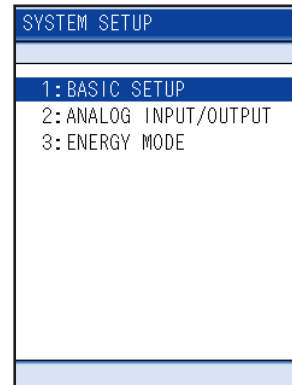 SYSTEM SETUP
1:BASIC SETUP
2:ANALOG INPUT/OUTPUT
3:ENERGY MODE